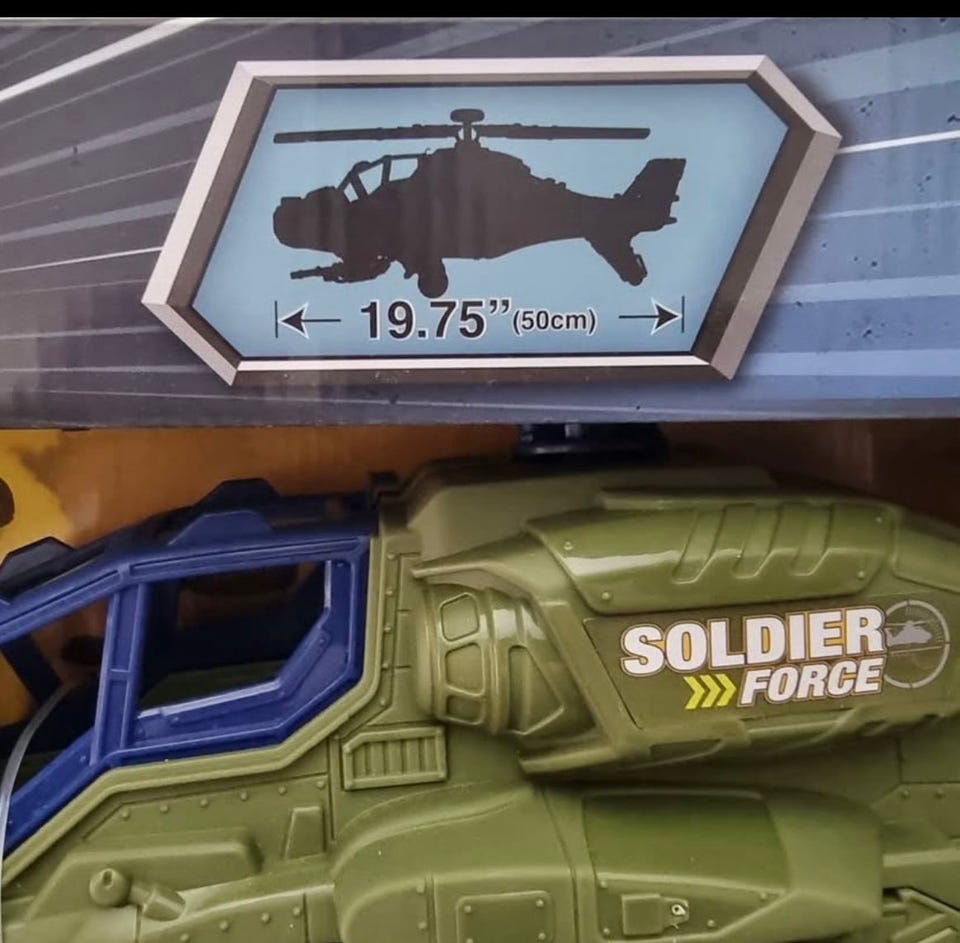 19.75” (50cm)
SOLDIER
FORCE